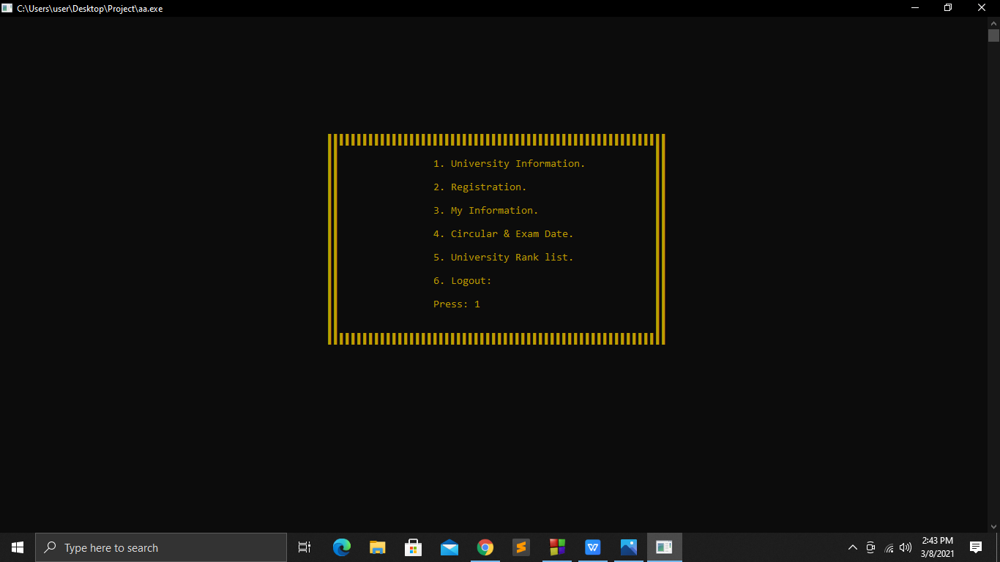 C:\Users\user\Desktop\Project\aa.exe
1. University Information.
2. Registration.
3. My Information.
4. Circular & Exam Date.
5. University Rank list.
6. Logout:
Press: 1
Type here to search
2:43 PM
3/8/2021